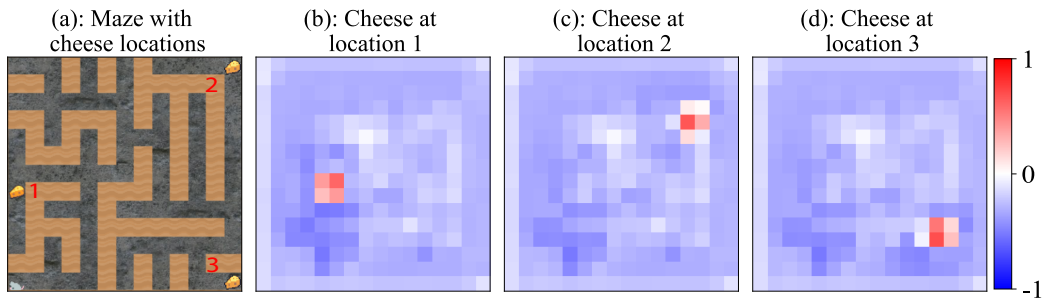 (a): Maze with
cheese locations
(b): Cheese at
location 1
(c): Cheese at
location 2
(d): Cheese at
location 3
2
1
3
1
0
-1